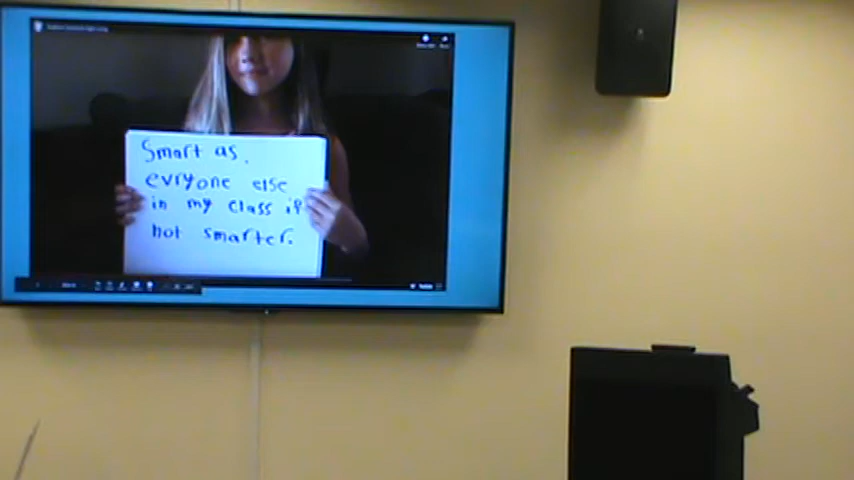 Smart as.
evryone else
in my class if
not smarter.